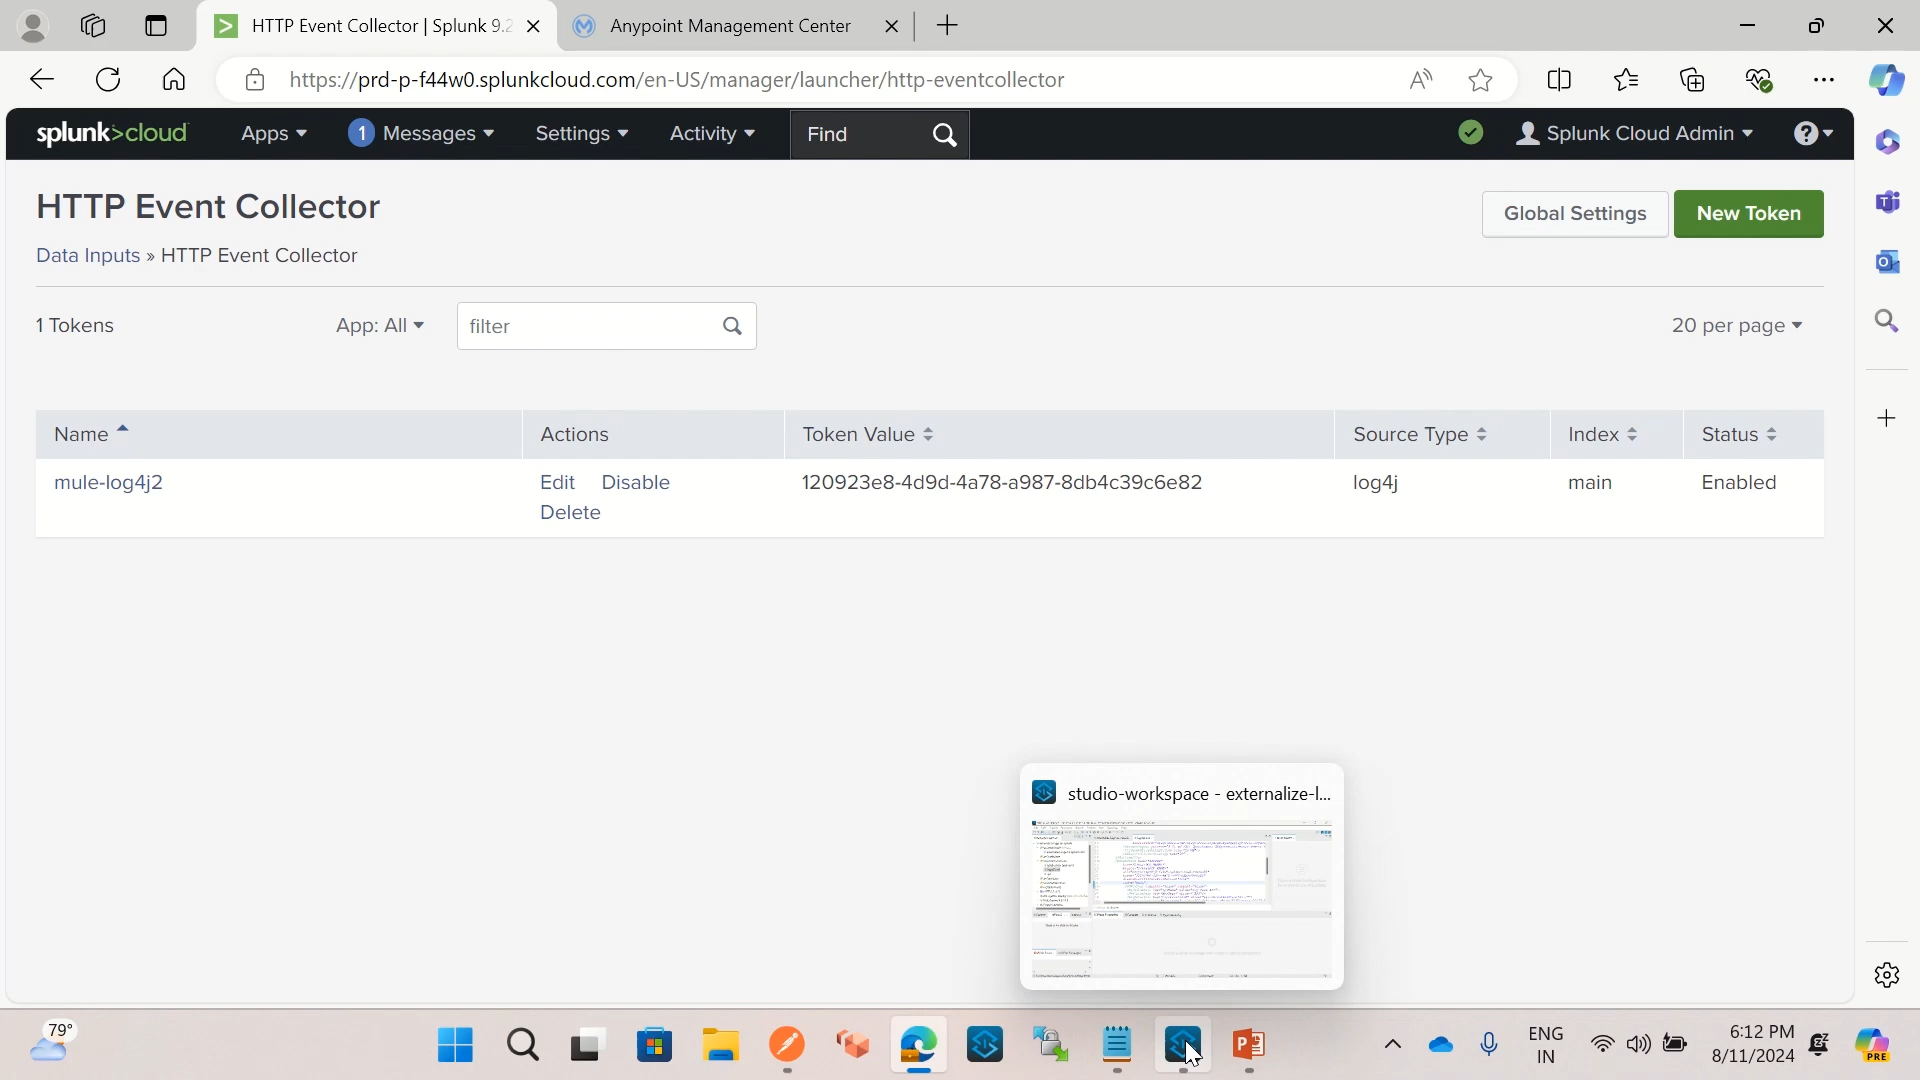 HTTP Event Collector | Splunk 9.2
Anypoint Management Center
https://prd-p-f44w0.splunkcloud.com/en-US/manager/launcher/http-eventcollector
splunk>cloud Apps 1 Messages Settings Activity Find Splunk Cloud Admin ?
HTTP Event Collector
Global Settings New Token
Data Inputs » HTTP Event Collector
1 Tokens App: All filter 20 per page
Name Actions Token Value Source Type Index Status
mule-log4j2 Edit Disable 120923e8-4d9d-4a78-a987-8db4c39c6e82 log4j main Enabled
Delete
studio-workspace - externalize-l...
79°
ENG
IN
6:12 PM
8/11/2024
PRE